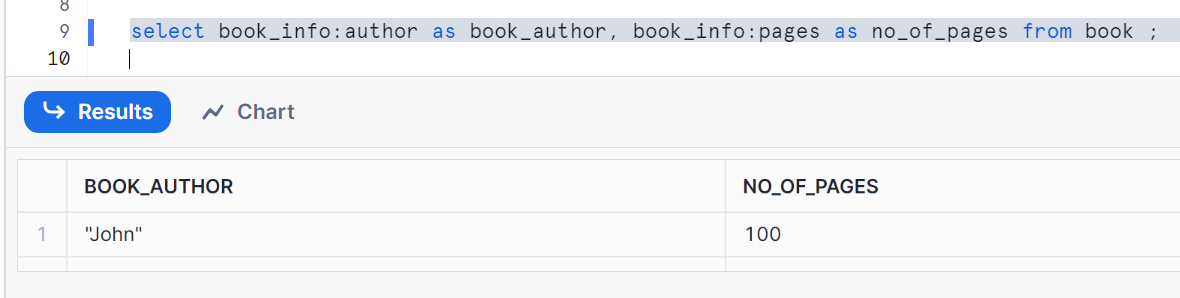 8
9 select book_info:author as book_author, book_info:pages as no_of_pages from book ;
10
Results Chart
BOOK_AUTHOR NO_OF_PAGES
1 "John" 100